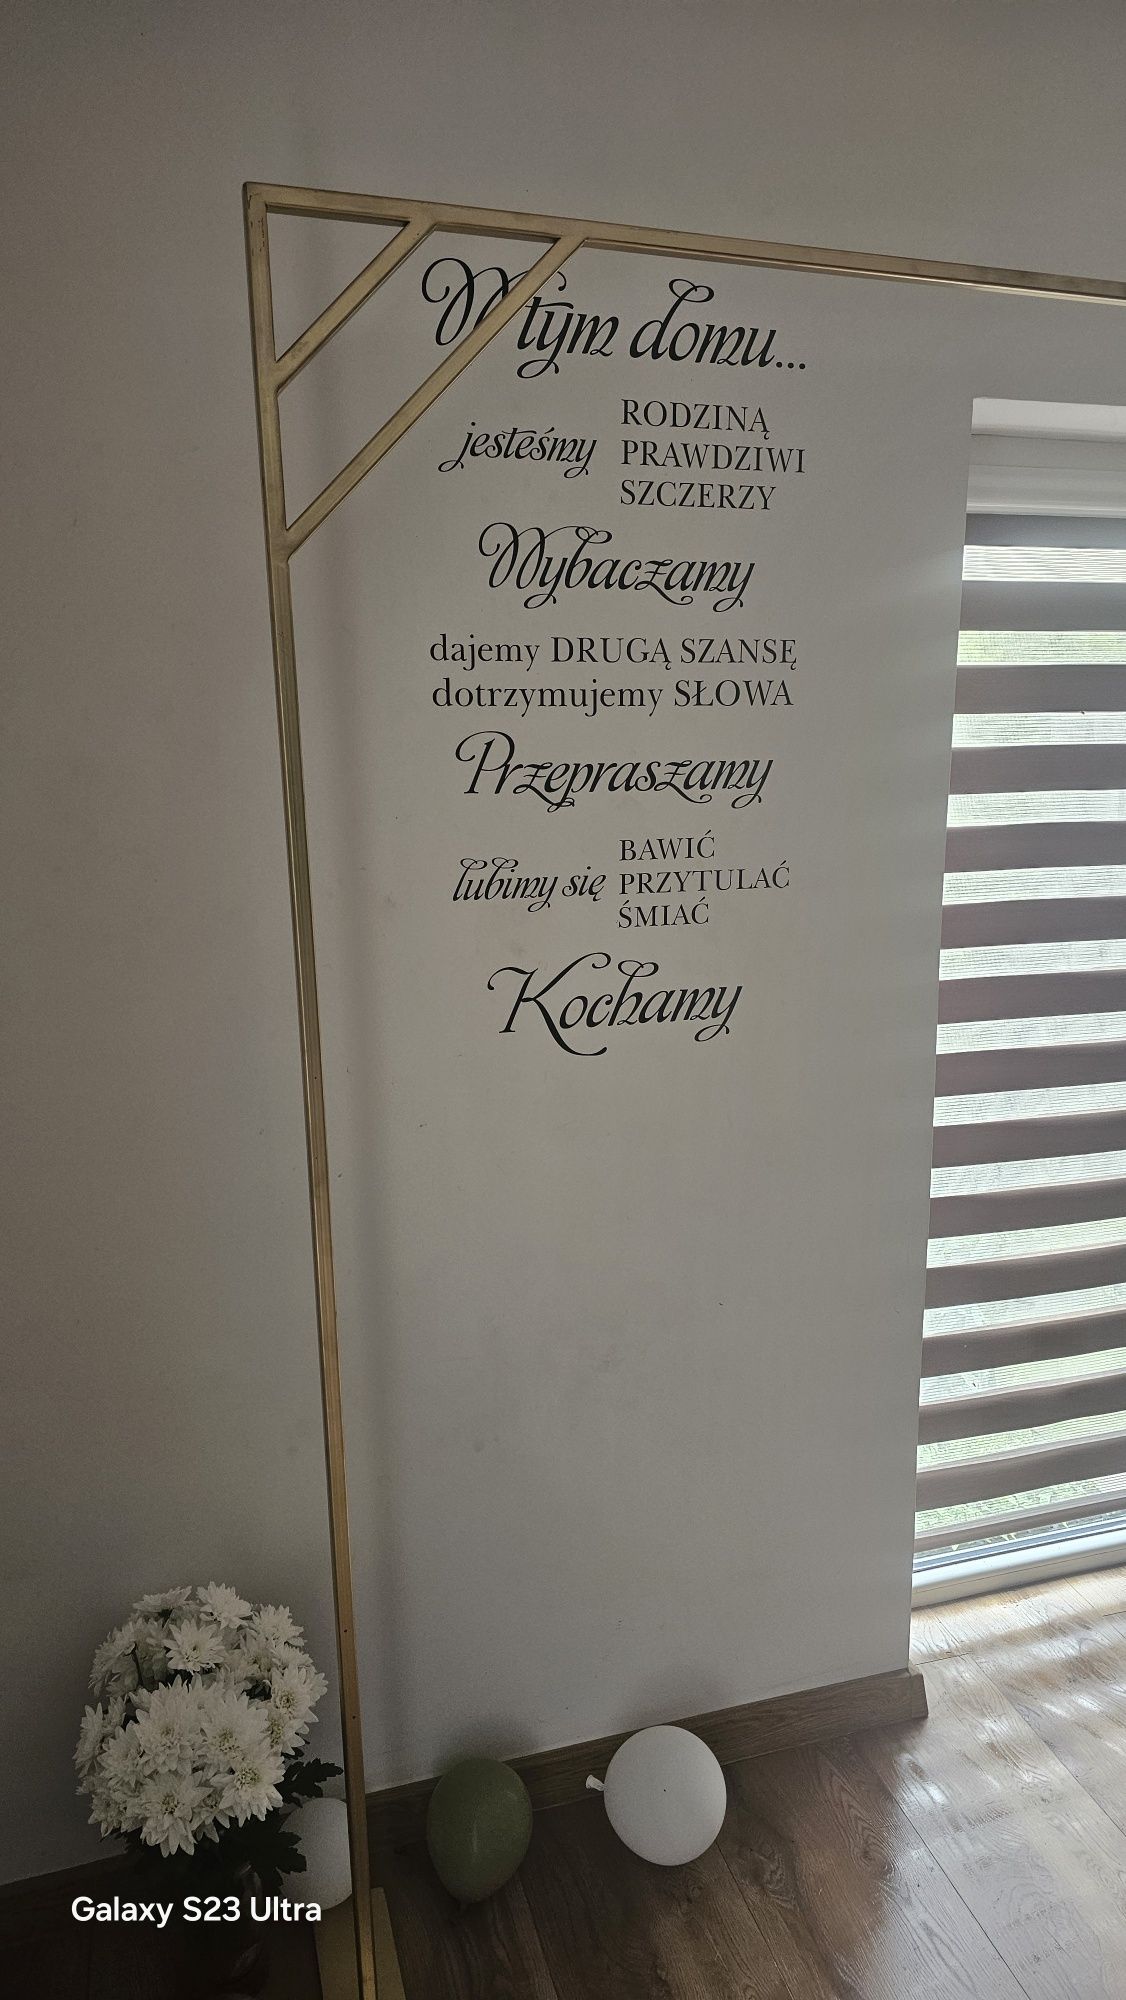 W tym domu...
jesteśmy RODZINĄ
PRAWDZIWI
SZCZERZY
Wybaczamy
dajemy DRUGĄ SZANSĘ
dotrzymujemy SŁOWA
Przepraszamy
lubimy się BAWIĆ
PRZYTULAĆ
ŚMIAĆ
Kochamy
Galaxy S23 Ultra